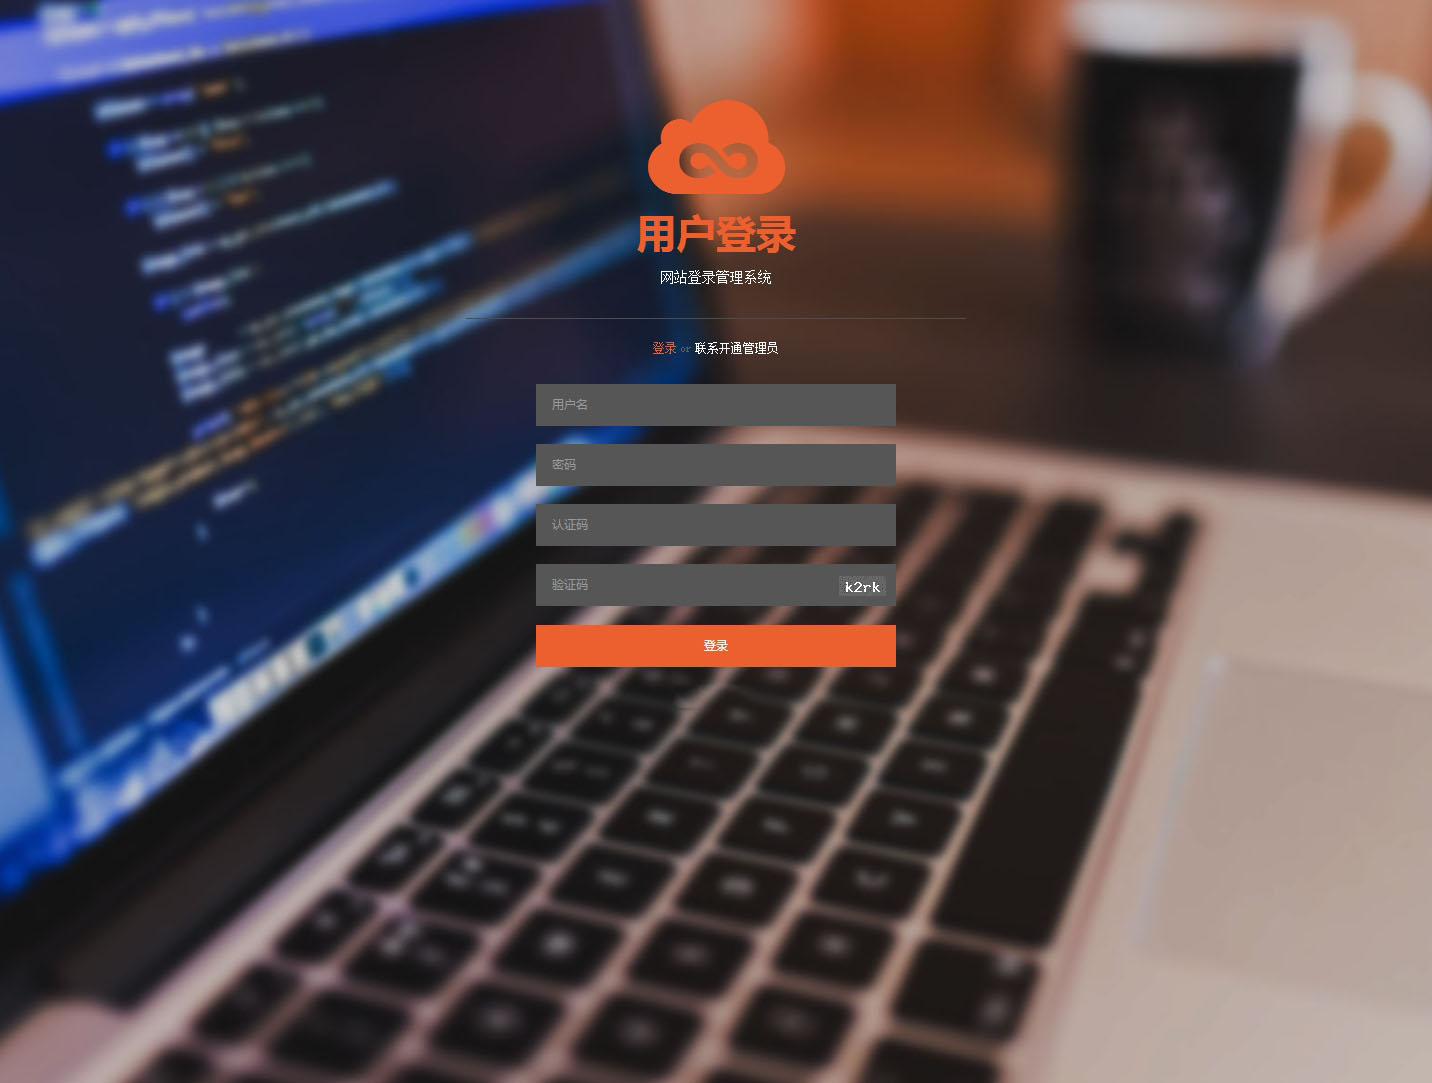 用户登录
网站登录管理系统
登录 or 联系开通管理员
用户名
密码
认证码
验证码 k2rk
登录